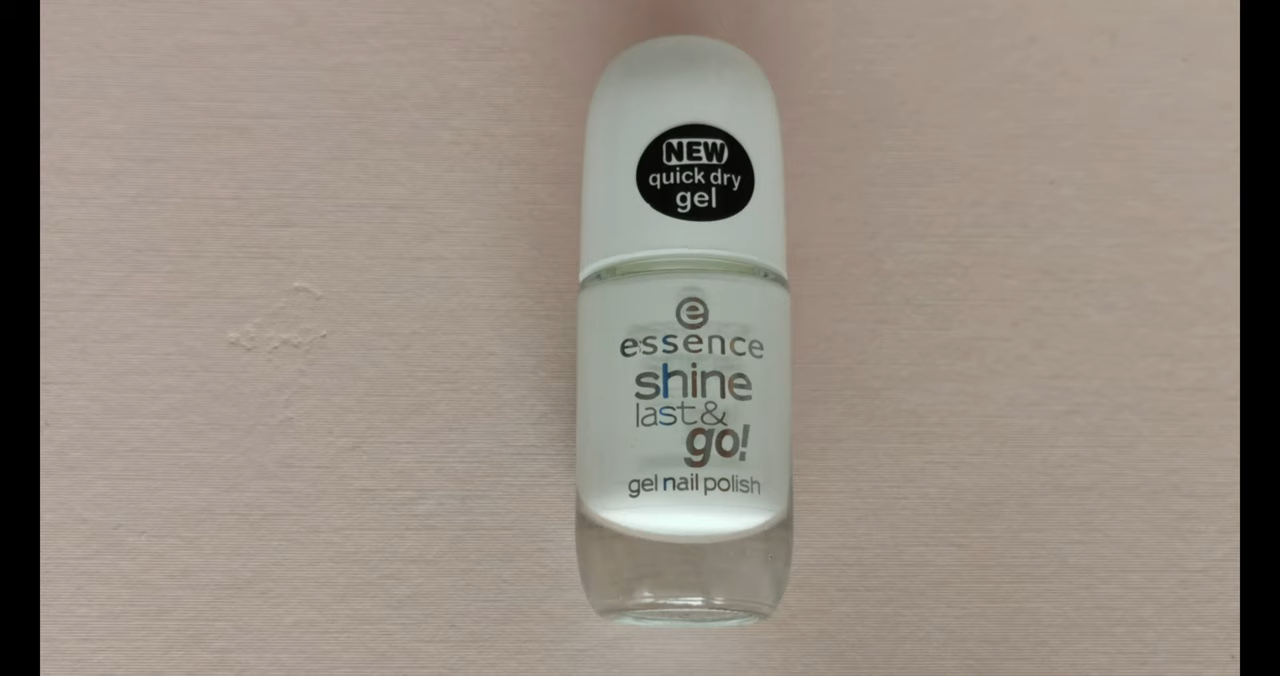 NEW
quick dry
gel
e
essence
shine
last&
go!
gel nail polish